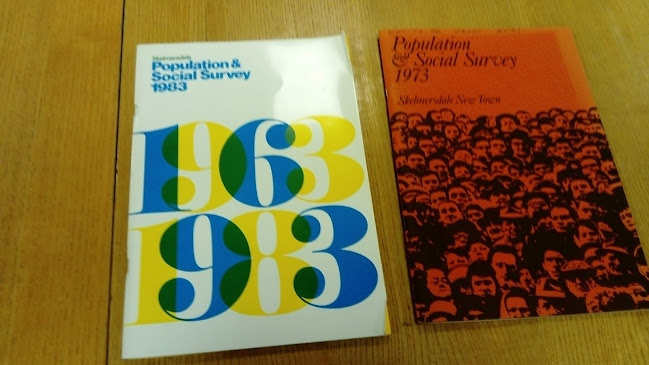 Skelmersdale
Population &
Social Survey
1983
1963
1983
Population
& Social Survey
1973
Skelmersdale New Town